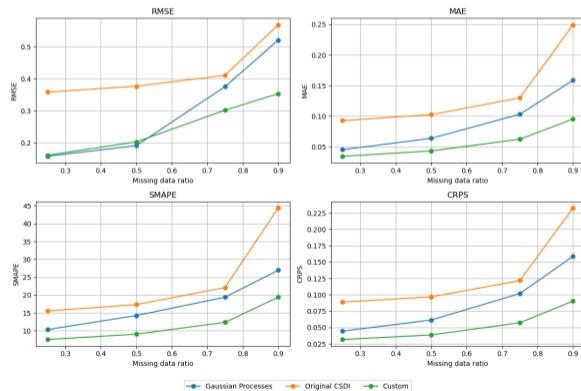 RMSE
MAE
RMSE
0.5
0.4
0.3
0.2
0.3 0.4 0.5 0.6 0.7 0.8 0.9
Missing data ratio
MAE
0.25
0.20
0.15
0.10
0.05
0.3 0.4 0.5 0.6 0.7 0.8 0.9
Missing data ratio
SMAPE
CRPS
SMAPE
45
40
35
30
25
20
15
10
0.3 0.4 0.5 0.6 0.7 0.8 0.9
Missing data ratio
CRPS
0.225
0.200
0.175
0.150
0.125
0.100
0.075
0.050
0.025
0.3 0.4 0.5 0.6 0.7 0.8 0.9
Missing data ratio
Gaussian Processes Original CSDI Custom